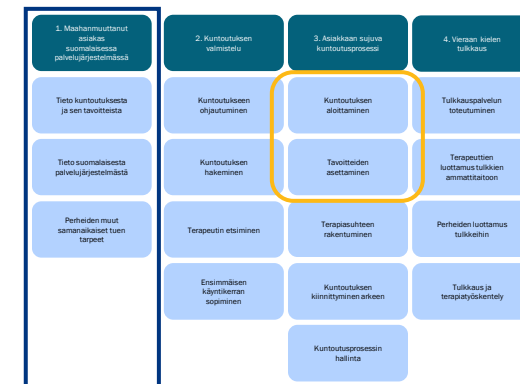 1. Maahanmuuttanut
asiakas
suomalaisessa
palvelujärjestelmässä
Tieto kuntoutuksesta
ja sen tavoitteista
Tieto suomalaisesta
palvelujärjestelmästä
Perheiden muut
samanaikaiset tuen
tarpeet
2. Kuntoutuksen
valmistelu
Kuntoutukseen
ohjautuminen
Kuntoutuksen
hakeminen
Terapeutin etsiminen
Ensimmäisen
käyntikerran
sopiminen
3. Asiakkaan sujuva
kuntoutusprosessi
Kuntoutuksen
aloittaminen
Tavoitteiden
asettaminen
Terapiasuhteen
rakentuminen
Kuntoutuksen
kiinnittyminen arkeen
Kuntoutusprosessin
hallinta
4. Vieraan kielen
tulkkaus
Tulkkauspalvelun
toteutuminen
Terapeuttien
luottamus tulkkien
ammattitaitoon
Perheiden luottamus
tulkkeihin
Tulkkaus ja
terapiatyöskentely